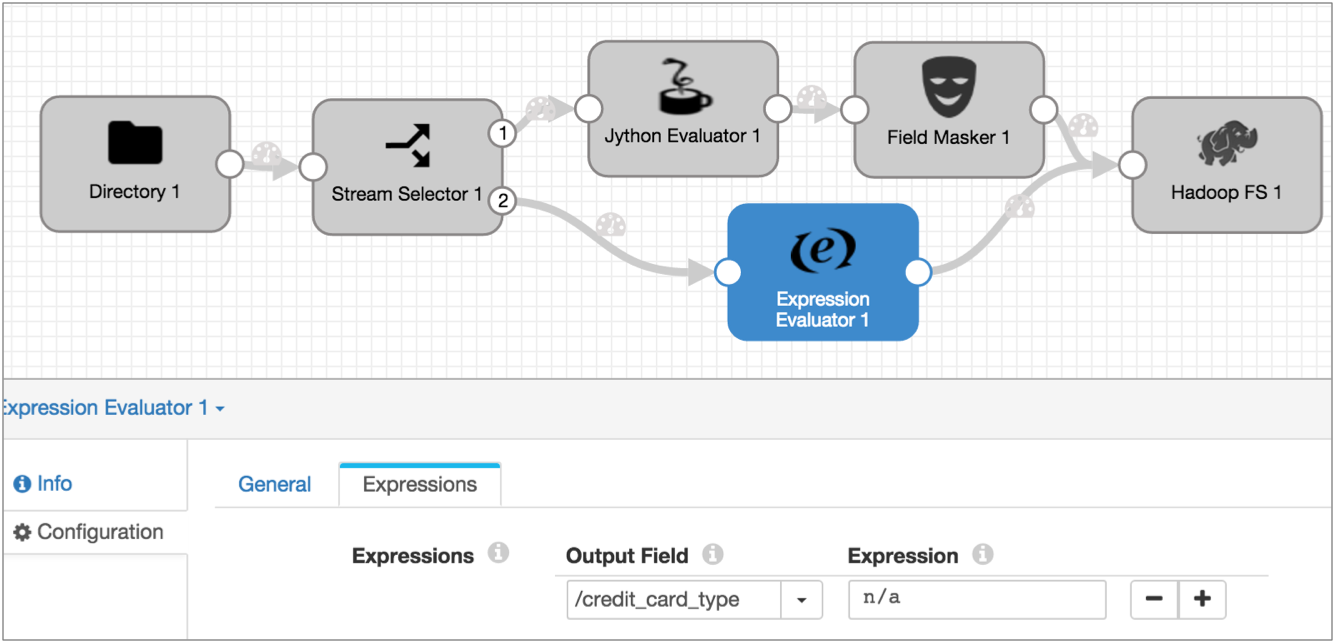 Directory 1
Stream Selector 1
1
2
Jython Evaluator 1
Field Masker 1
Expression
Evaluator 1
Hadoop FS 1
Expression Evaluator 1
Info
Configuration
General
Expressions
Expressions
Output Field
Expression
/credit_card_type
n/a